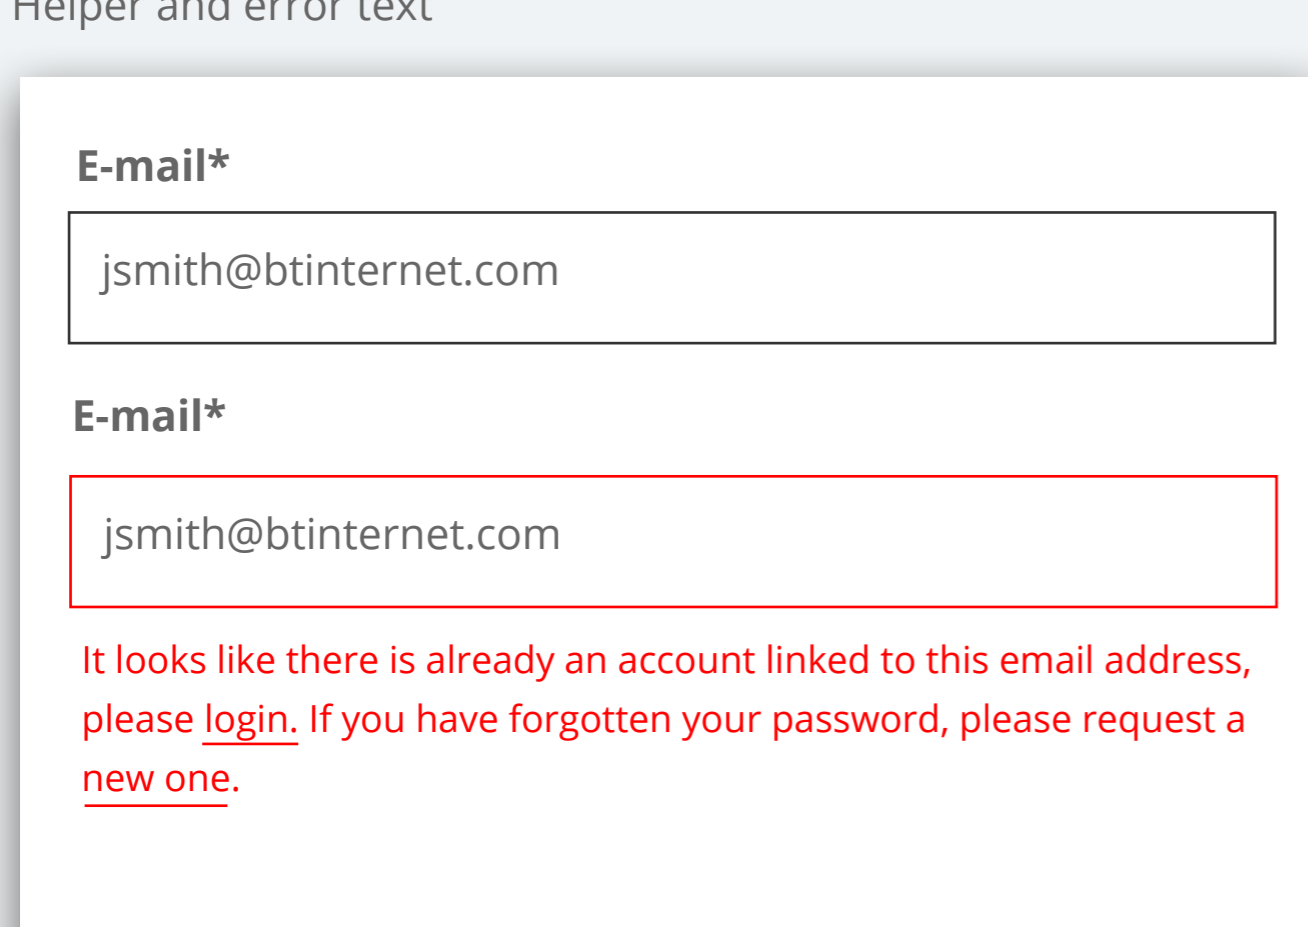 Helper and error text
E-mail*
jsmith@btinternet.com
E-mail*
jsmith@btinternet.com
It looks like there is already an account linked to this email address,
please login. If you have forgotten your password, please request a
new one.